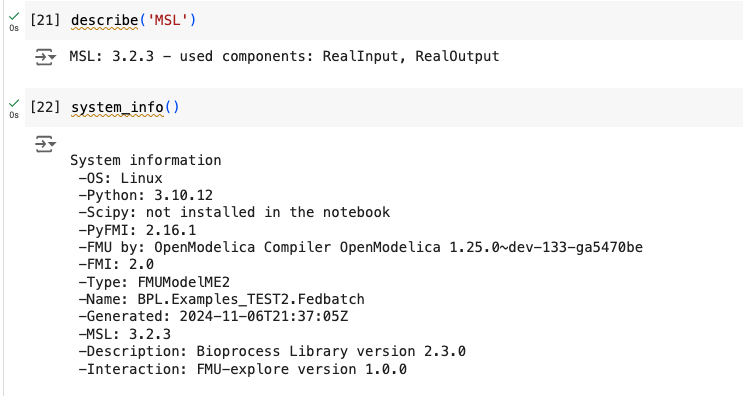 [21] describe('MSL')
0s
MSL: 3.2.3 - used components: RealInput, RealOutput
[22] system_info()
0s
System information
-OS: Linux
-Python: 3.10.12
-Scipy: not installed in the notebook
-PyFMI: 2.16.1
-FMU by: OpenModelica Compiler OpenModelica 1.25.0~dev-133-ga5470be
-FMI: 2.0
-Type: FMUModelME2
-Name: BPL.Examples_TEST2.Fedbatch
-Generated: 2024-11-06T21:37:05Z
-MSL: 3.2.3
-Description: Bioprocess Library version 2.3.0
-Interaction: FMU-explore version 1.0.0